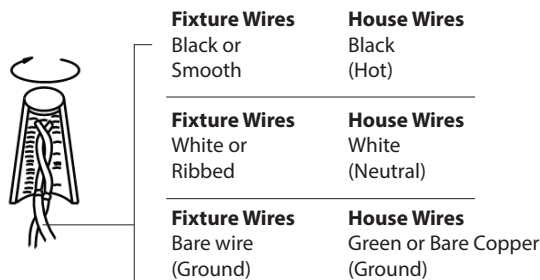 Fixture Wires House Wires
Black or Black
Smooth (Hot)
Fixture Wires House Wires
White or White
Ribbed (Neutral)
Fixture Wires House Wires
Bare wire Green or Bare Copper
(Ground) (Ground)